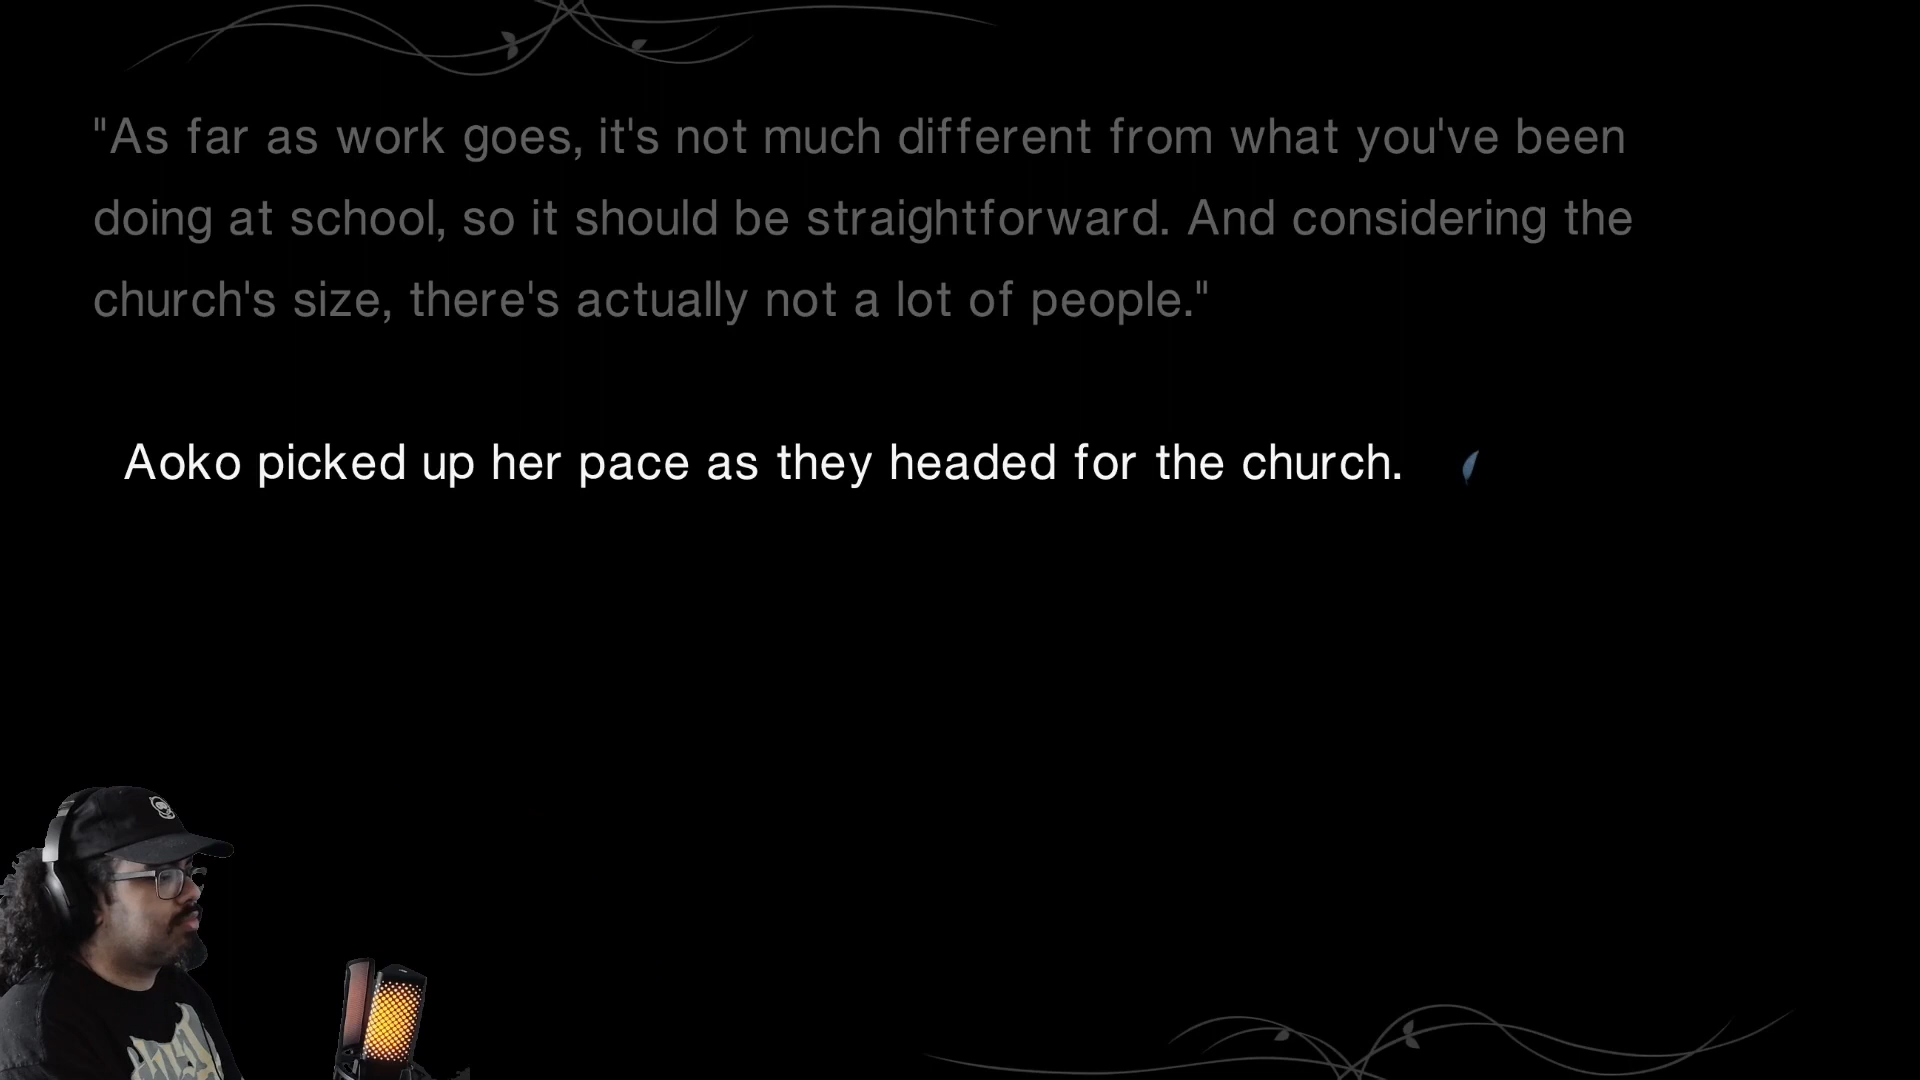 "As far as work goes, it's not much different from what you've been
doing at school, so it should be straightforward. And considering the
church's size, there's actually not a lot of people."
Aoko picked up her pace as they headed for the church.